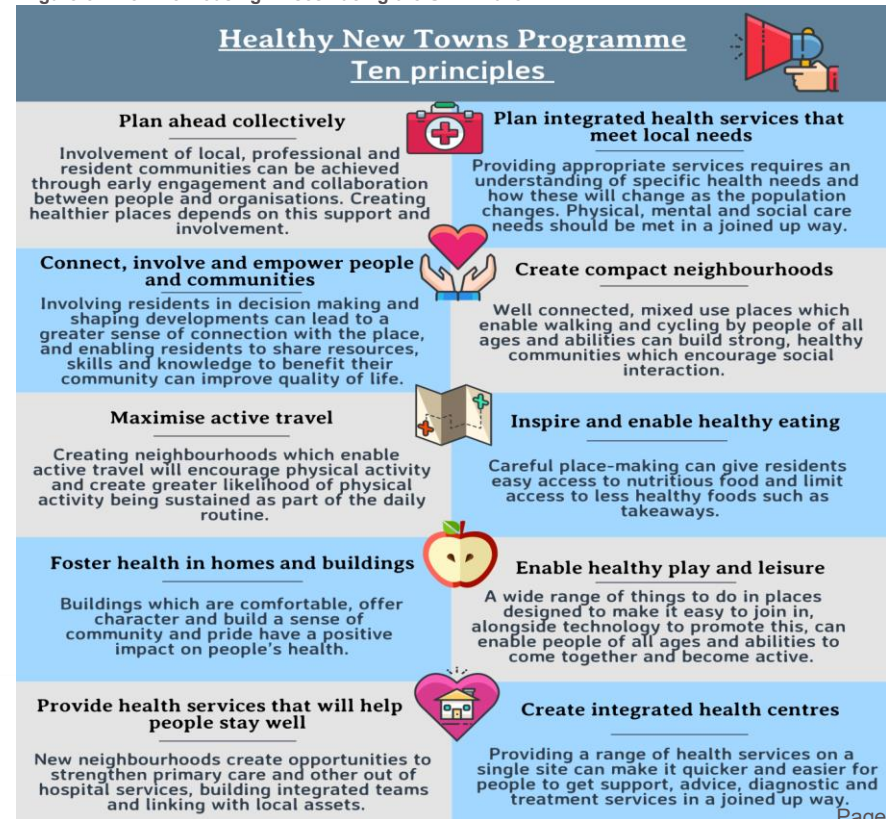 Healthy New Towns Programme
Ten principles
Plan ahead collectively
Involvement of local, professional and
resident communities can be achieved
through early engagement and collaboration
between people and organisations. Creating
healthier places depends on this support and
involvement.
Plan integrated health services that
meet local needs
Providing appropriate services requires an
understanding of specific health needs and
how these will change as the population
changes. Physical, mental and social care
needs should be met in a joined up way.
Connect, involve and empower people
and communities
Involving residents in decision making and
shaping developments can lead to a
greater sense of connection with the place,
and enabling residents to share resources,
skills and knowledge to benefit their
community can improve quality of life.
Create compact neighbourhoods
Well connected, mixed use places which
enable walking and cycling by people of all
ages and abilities can build strong, healthy
communities which encourage social
interaction.
Maximise active travel
Creating neighbourhoods which enable
active travel will encourage physical activity
and create greater likelihood of physical
activity being sustained as part of the daily
routine.
Inspire and enable healthy eating
Careful place-making can give residents
easy access to nutritious food and limit
access to less healthy foods such as
takeaways.
Foster health in homes and buildings
Buildings which are comfortable, offer
character and build a sense of
community and pride have a positive
impact on people's health.
Enable healthy play and leisure
A wide range of things to do in places
designed to make it easy to join in,
alongside technology to promote this, can
enable people of all ages and abilities to
come together and become active.
Provide health services that will help
people stay well
New neighbourhoods create opportunities to
strengthen primary care and other out of
hospital services, building integrated teams
and linking with local assets.
Create integrated health centres
Providing a range of health services on a
single site can make it quicker and easier for
people to get support, advice, diagnostic and
treatment services in a joined up way.
Page